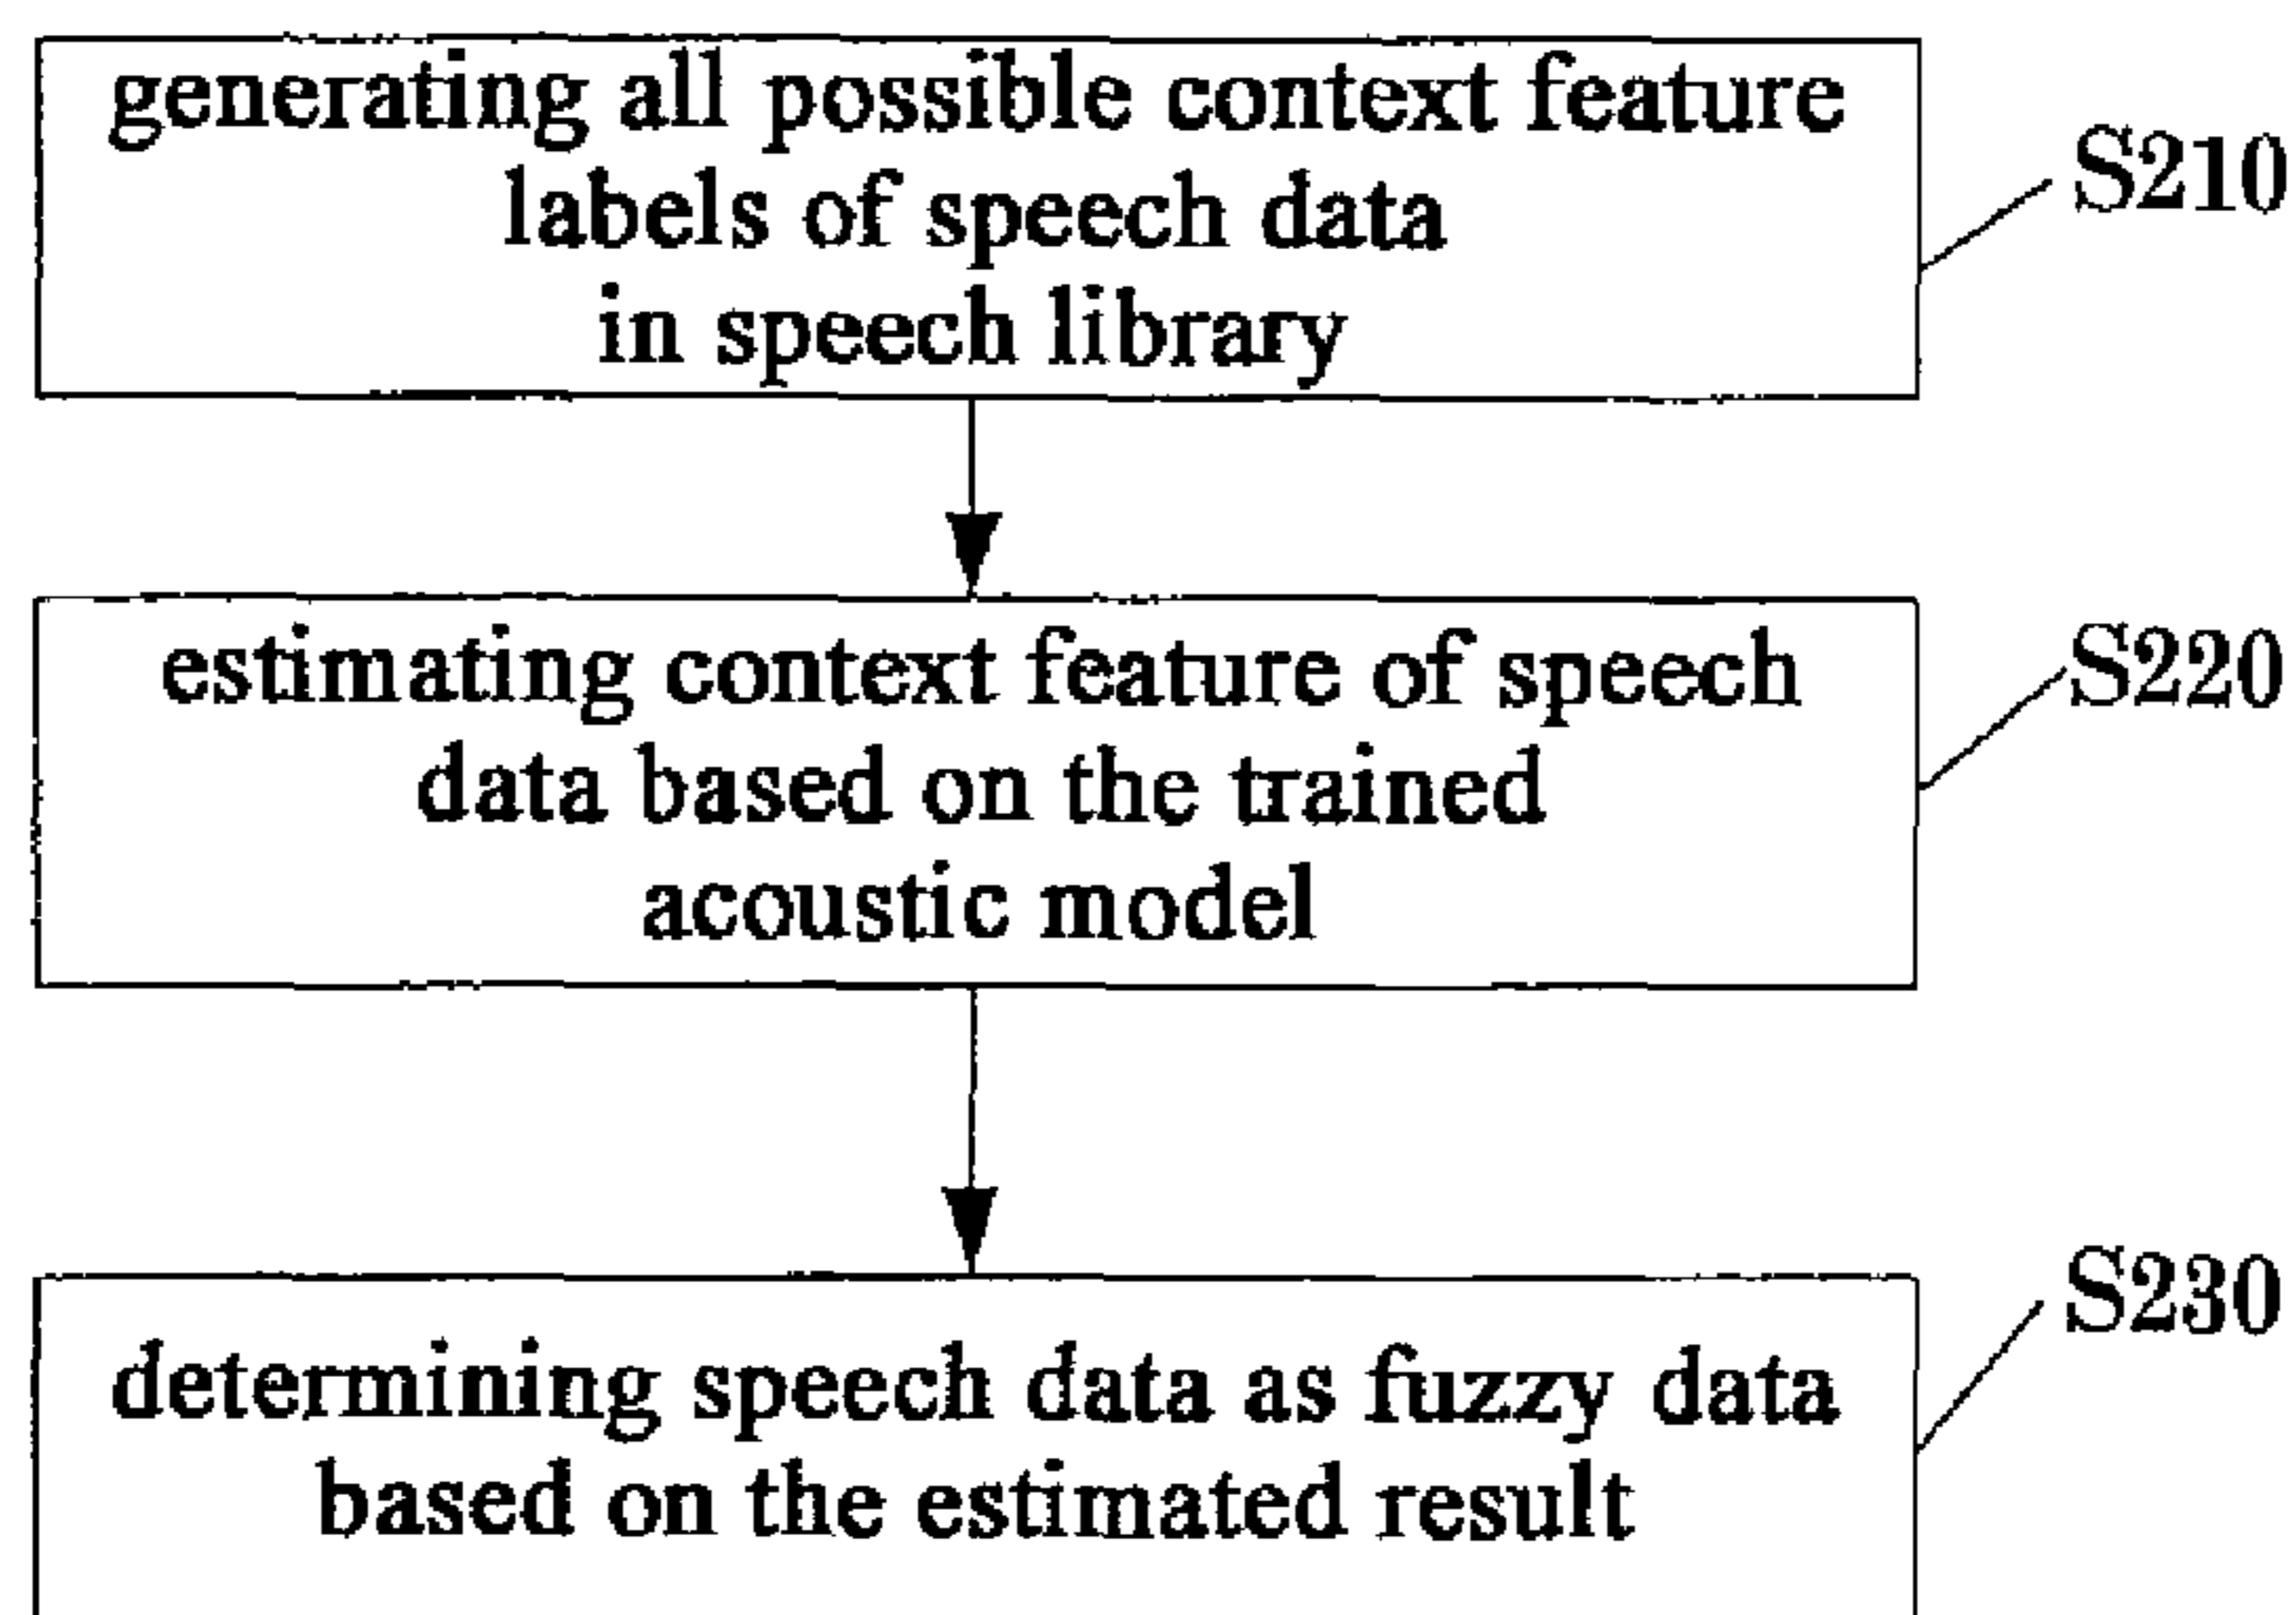 generating all possible context feature
labels of speech data
in speech library
S210
estimating context feature of speech
data based on the trained
acoustic model
S220
determining speech data as fuzzy data
based on the estimated result
S230